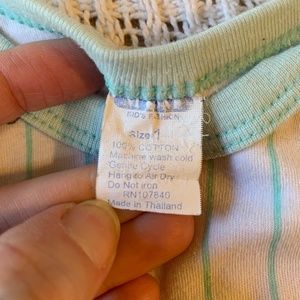 KID'S FASHION
Size 1
100% COTTON
Machine wash cold
Gentle Cycle
Hang to Air Dry
Do Not iron
RN107840
Made in Thailand